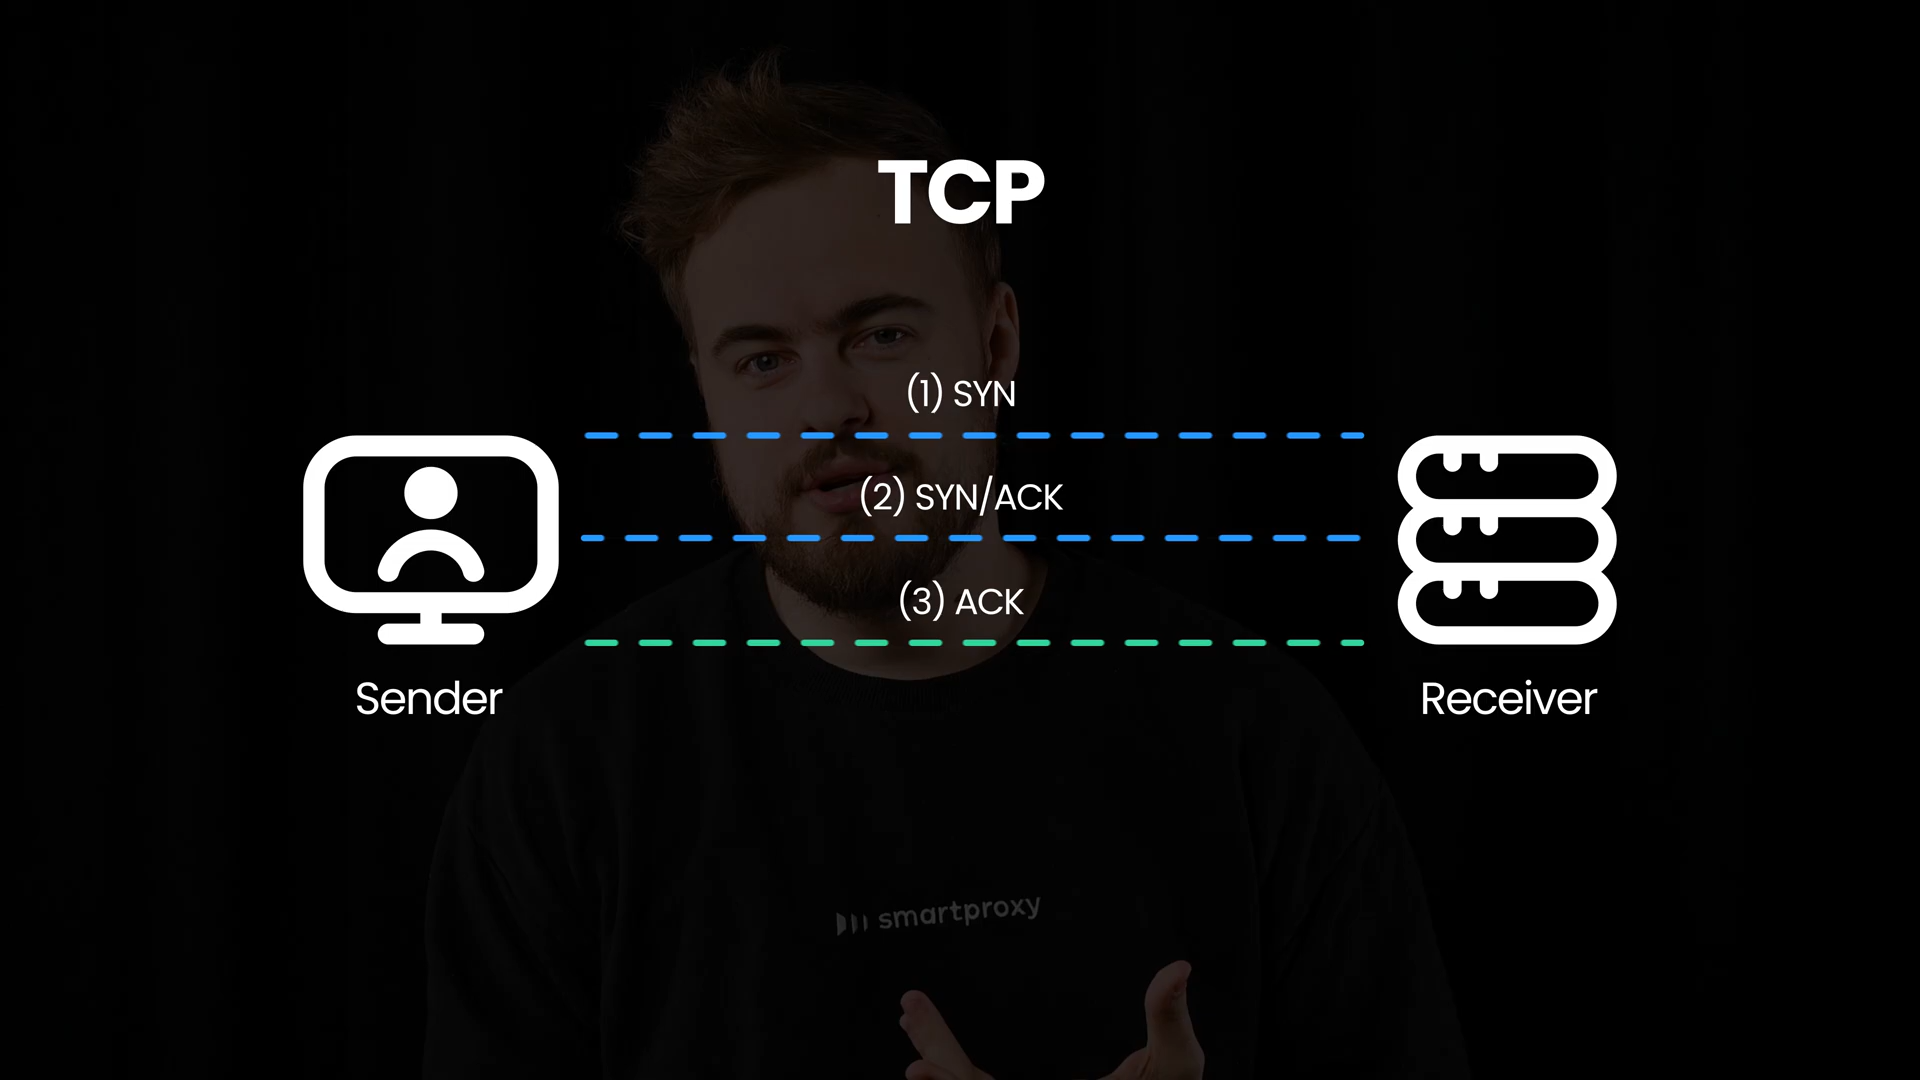 TCP
(1) SYN
(2) SYN/ACK
(3) ACK
Sender
Receiver
smartproxy